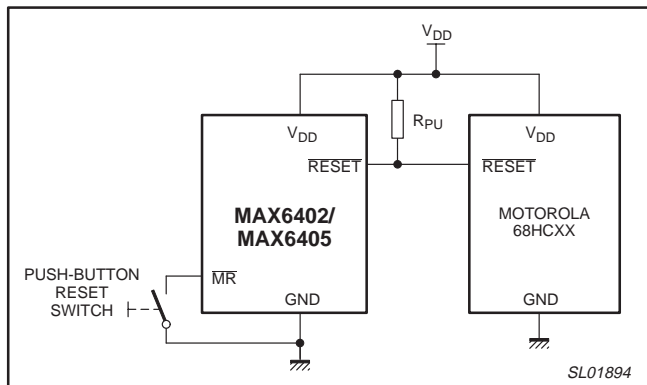 VDD
VDD
RPU
VDD
RESET
RESET
MAX6402/
MAX6405
MOTOROLA
68HCXX
PUSH-BUTTON
RESET
SWITCH
MR
GND
GND
SL01894